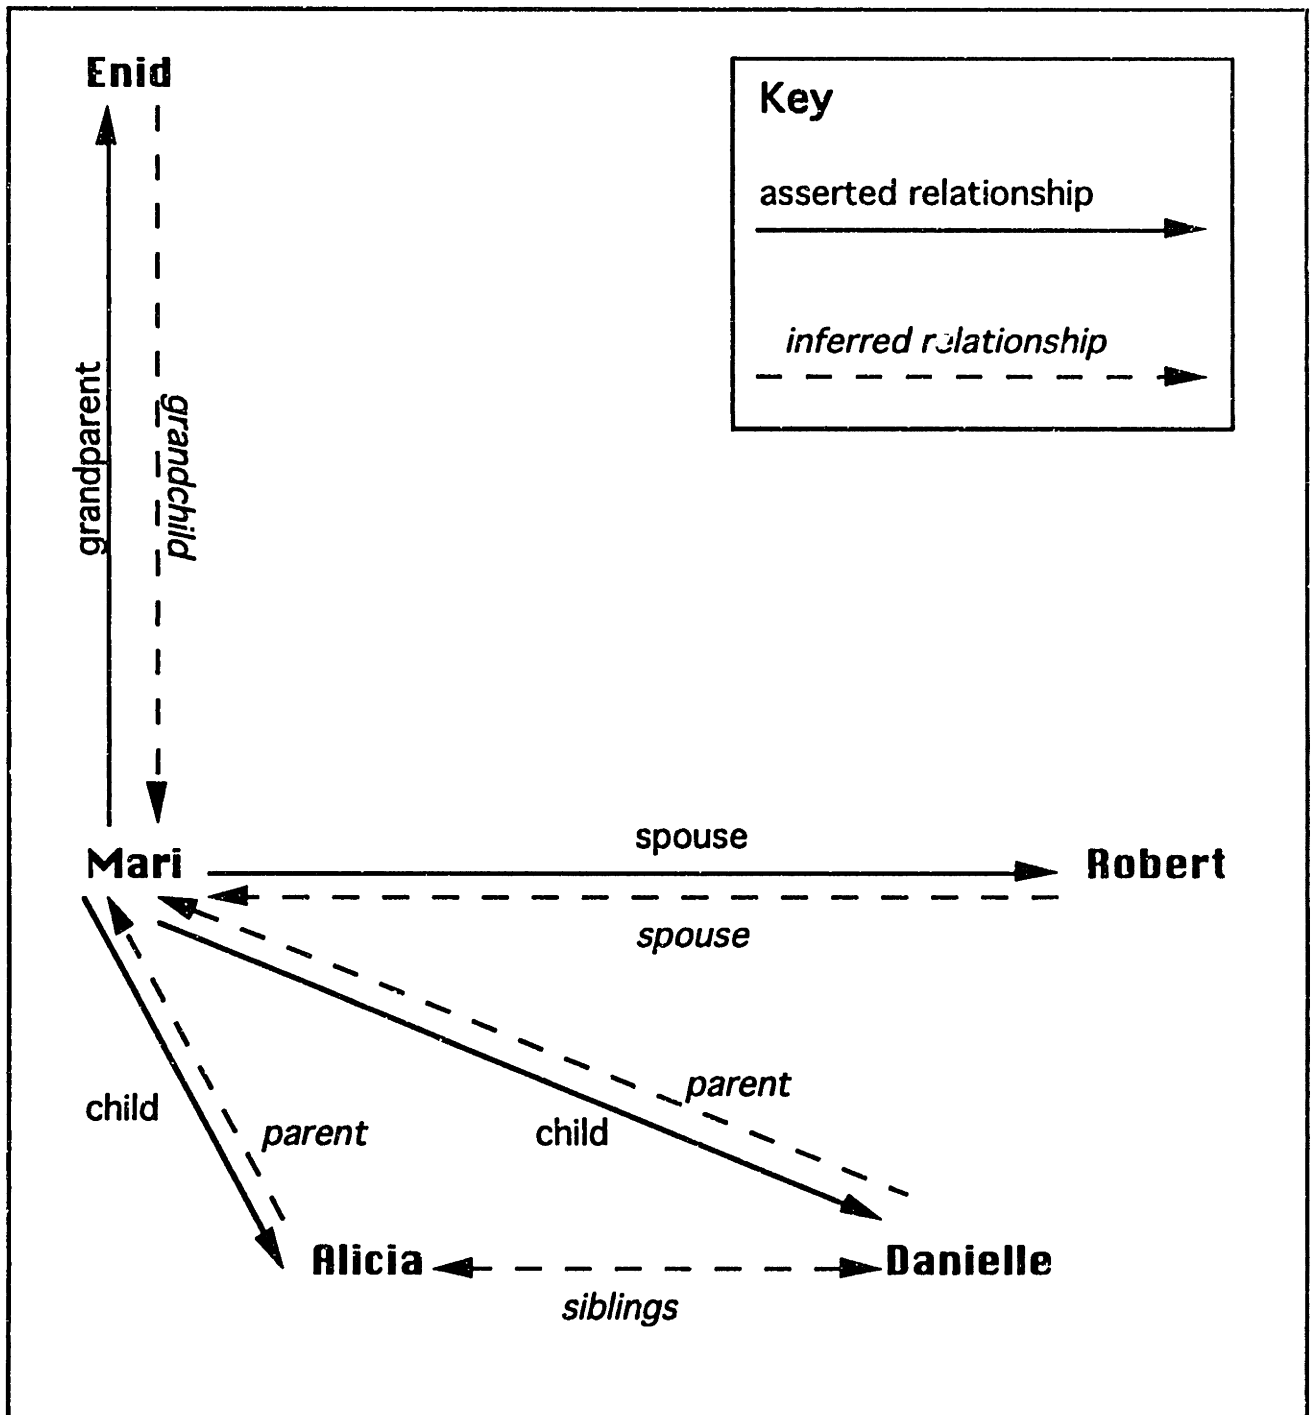 Enid
Key
asserted relationship
inferred relationship
grandparent
grandchild
spouse
Mari
Robert
spouse
parent
child
child
parent
Alicia
Danielle
siblings